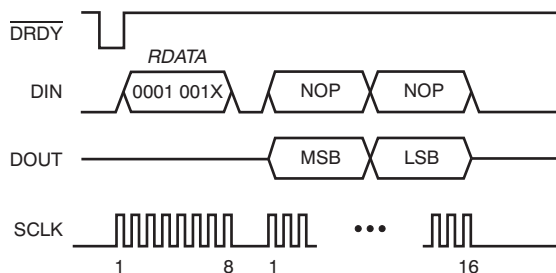 DRDY
RDATA
DIN 0001 001X NOP NOP
DOUT MSB LSB
SCLK •••
1 8 1 16